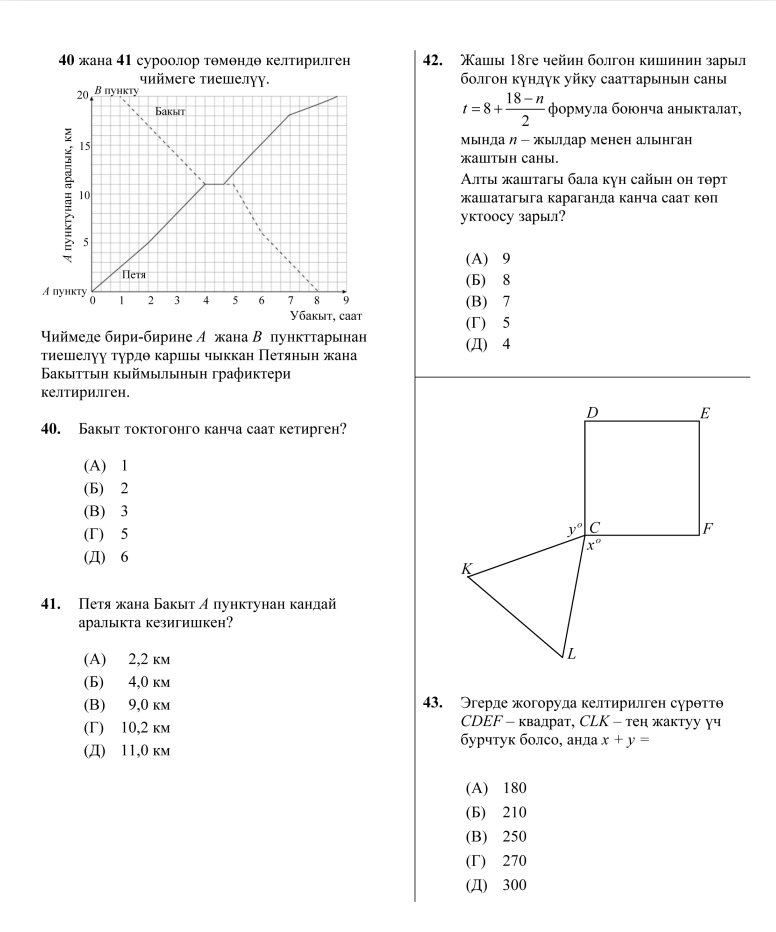 40 жана 41 суроолор төмөндө келтирилген
чиймеге тиешелүү.
B пункту
Бакыт
Петя
A пункту
A пунктунан аралык, км
20
15
10
5
0 1 2 3 4 5 6 7 8 9
Убакыт, саат
Чиймеде бири-бирине A жана B пункттарынан
тиешелүү түрдө каршы чыккан Петянын жана
Бакыттын кыймылынын графиктери
келтирилген.
40. Бакыт токтогонго канча саат кетирген?
(А) 1
(Б) 2
(В) 3
(Г) 5
(Д) 6
41. Петя жана Бакыт A пунктунан кандай
аралыкта кезигишкен?
(А) 2,2 км
(Б) 4,0 км
(В) 9,0 км
(Г) 10,2 км
(Д) 11,0 км
42. Жашы 18ге чейин болгон кишинин зарыл
болгон күндүк уйку сааттарынын саны
t = 8 + (18 − n)/2 формула боюнча аныкталат,
мында n – жылдар менен алынган
жаштын саны.
Алты жаштагы бала күн сайын он төрт
жашатагыга караганда канча саат көп
уктоосу зарыл?
(А) 9
(Б) 8
(В) 7
(Г) 5
(Д) 4
D E
y° C F
x°
K
L
43. Эгерде жогоруда келтирилген сүрөттө
CDEF – квадрат, CLK – тең жактуу үч
бурчтук болсо, анда x + y =
(А) 180
(Б) 210
(В) 250
(Г) 270
(Д) 300